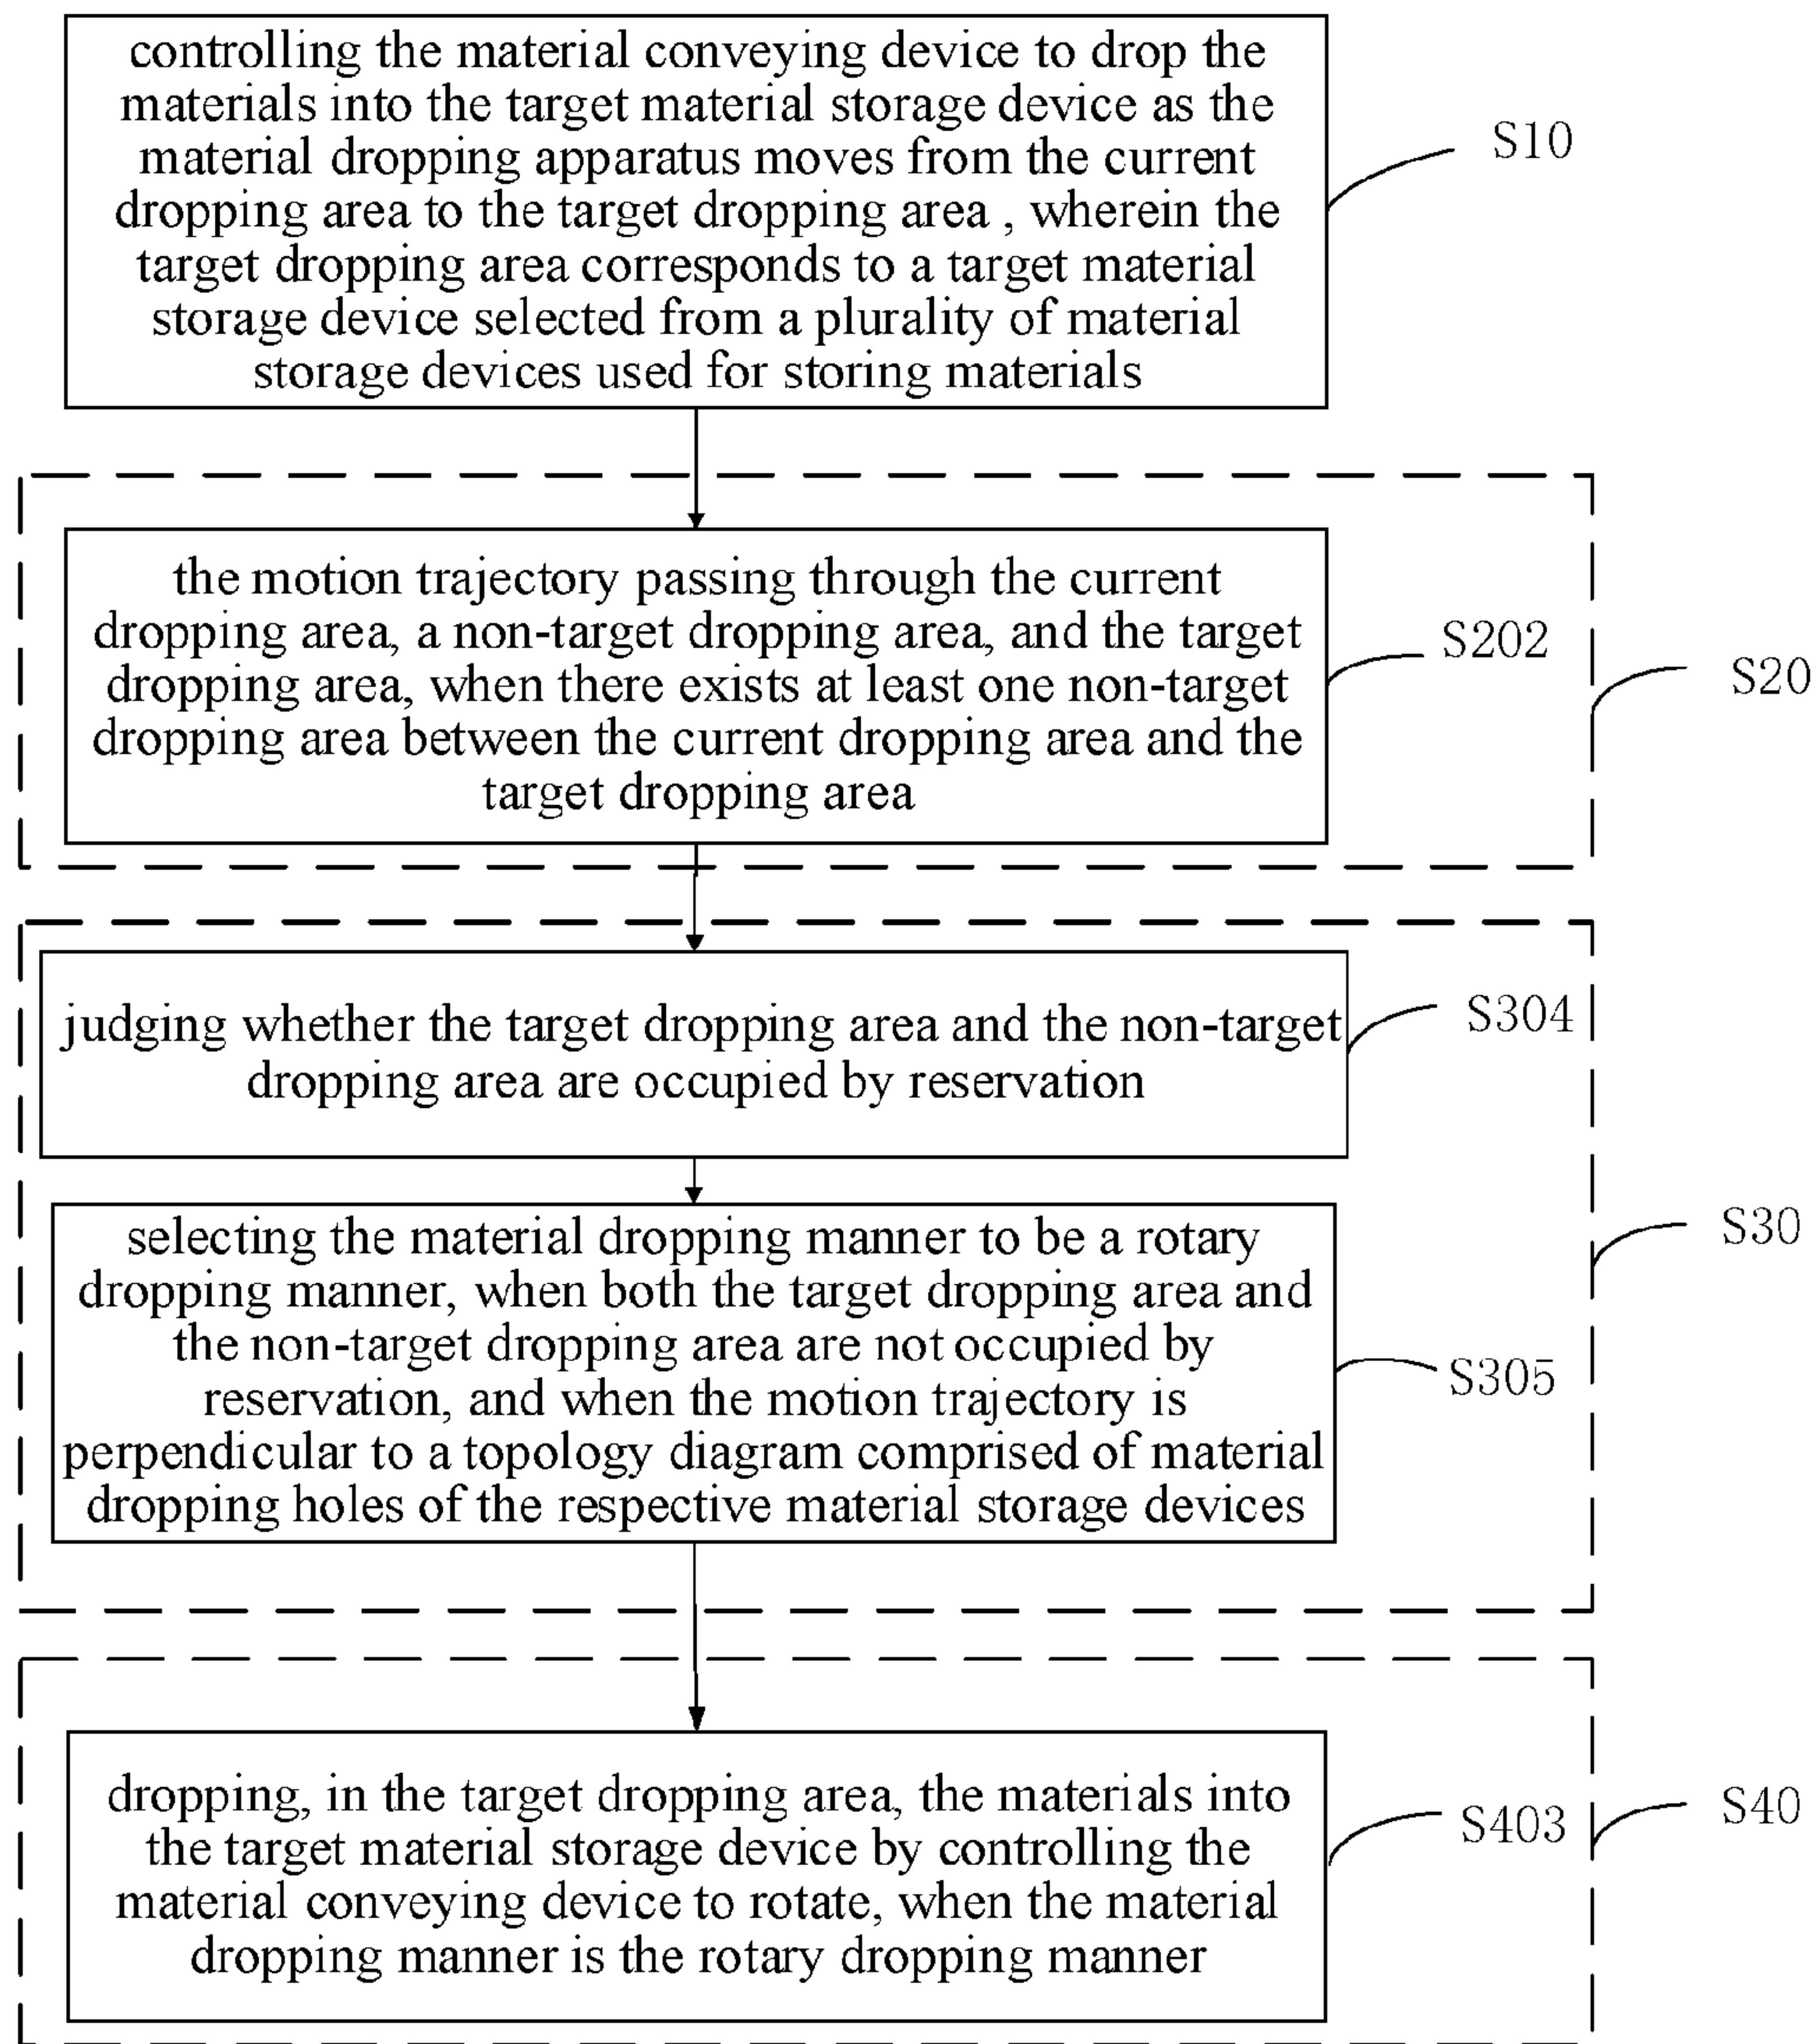 controlling the material conveying device to drop the
materials into the target material storage device as the
material dropping apparatus moves from the current
dropping area to the target dropping area , wherein the
target dropping area corresponds to a target material
storage device selected from a plurality of material
storage devices used for storing materials
S10
the motion trajectory passing through the current
dropping area, a non-target dropping area, and the target
dropping area, when there exists at least one non-target
dropping area between the current dropping area and the
target dropping area
S202
S20
judging whether the target dropping area and the non-target
dropping area are occupied by reservation
S304
selecting the material dropping manner to be a rotary
dropping manner, when both the target dropping area and
the non-target dropping area are not occupied by
reservation, and when the motion trajectory is
perpendicular to a topology diagram comprised of material
dropping holes of the respective material storage devices
S305
S30
dropping, in the target dropping area, the materials into
the target material storage device by controlling the
material conveying device to rotate, when the material
dropping manner is the rotary dropping manner
S403
S40